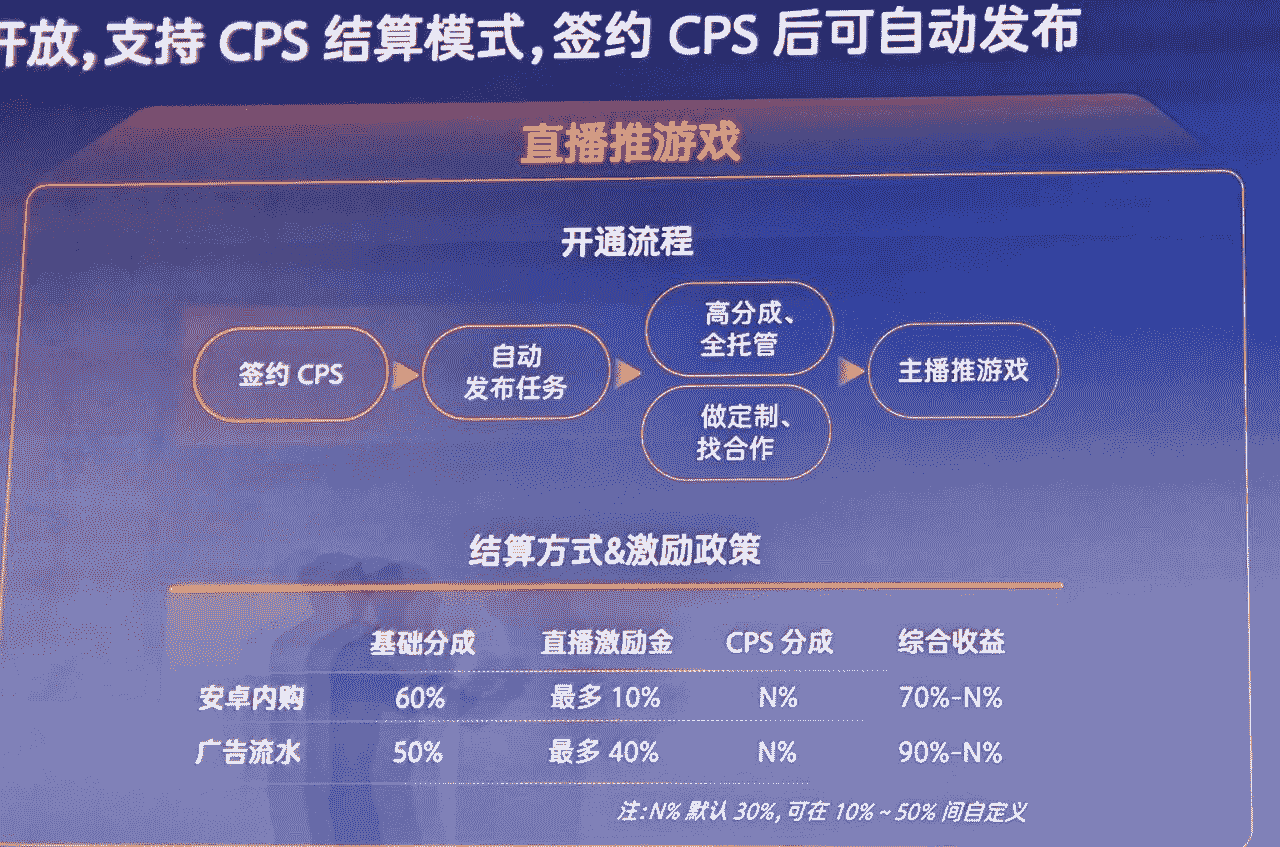 开放,支持 CPS 结算模式,签约 CPS 后可自动发布
直播推游戏
开通流程
签约 CPS
自动
发布任务
高分成、
全托管
做定制、
找合作
主播推游戏
结算方式&激励政策
基础分成 直播激励金 CPS 分成 综合收益
安卓内购 60% 最多 10% N% 70%-N%
广告流水 50% 最多 40% N% 90%-N%
注:N% 默认 30%,可在 10% ~ 50% 间自定义